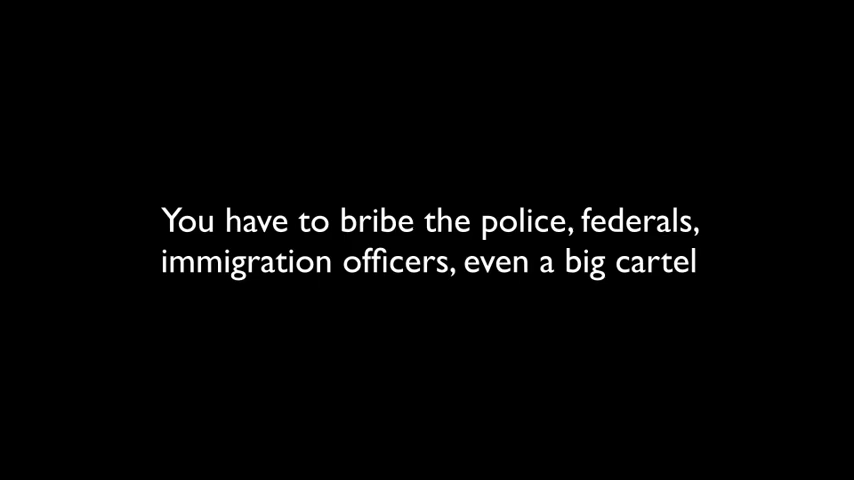 You have to bribe the police, federals,
immigration officers, even a big cartel